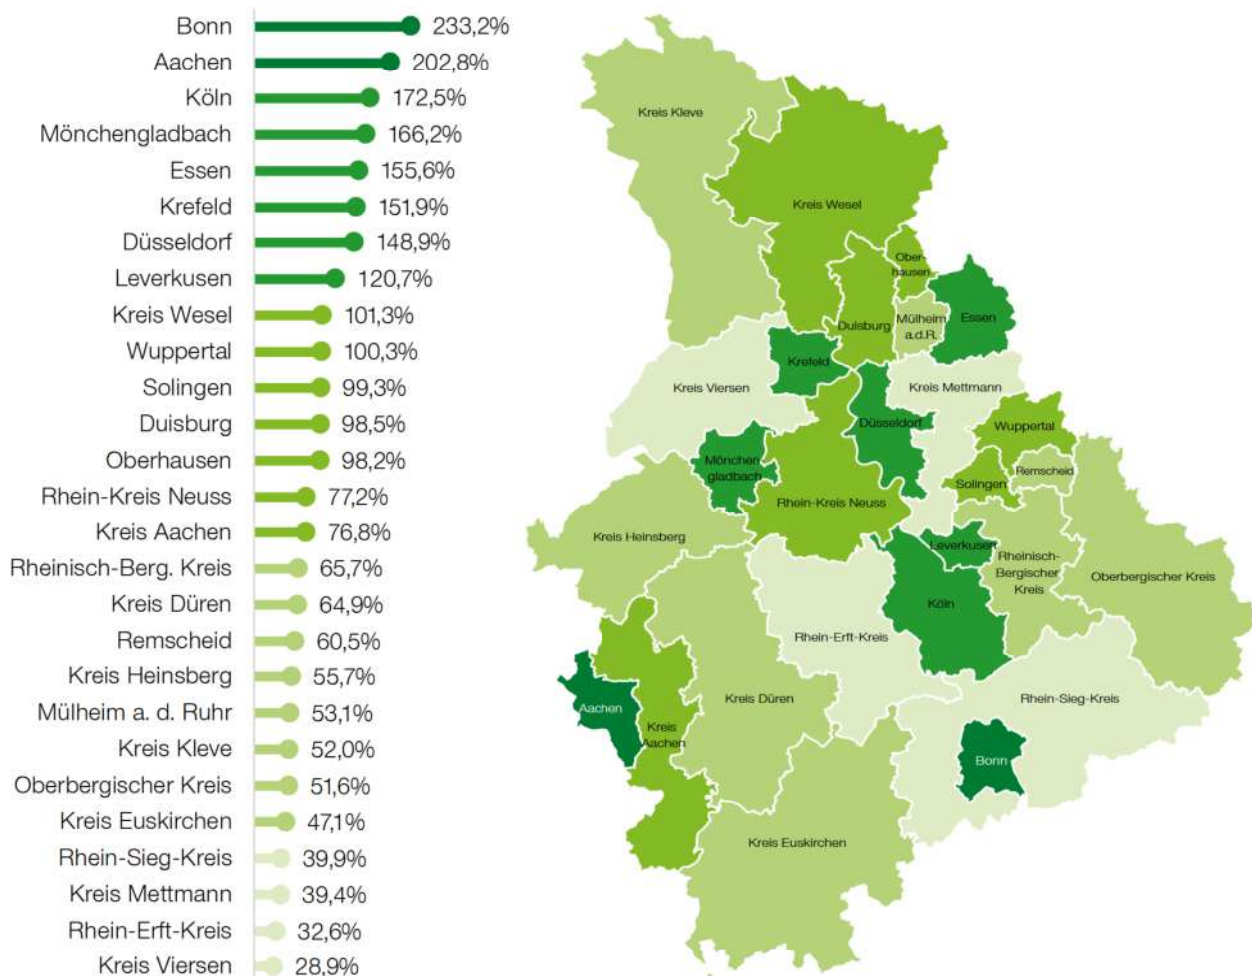 Bonn 233,2%
Aachen 202,8%
Köln 172,5%
Mönchengladbach 166,2%
Essen 155,6%
Krefeld 151,9%
Düsseldorf 148,9%
Leverkusen 120,7%
Kreis Wesel 101,3%
Wuppertal 100,3%
Solingen 99,3%
Duisburg 98,5%
Oberhausen 98,2%
Rhein-Kreis Neuss 77,2%
Kreis Aachen 76,8%
Rheinisch-Berg. Kreis 65,7%
Kreis Düren 64,9%
Remscheid 60,5%
Kreis Heinsberg 55,7%
Mülheim a. d. Ruhr 53,1%
Kreis Kleve 52,0%
Oberbergischer Kreis 51,6%
Kreis Euskirchen 47,1%
Rhein-Sieg-Kreis 39,9%
Kreis Mettmann 39,4%
Rhein-Erft-Kreis 32,6%
Kreis Viersen 28,9%
Kreis Kleve
Kreis Wesel
Ober-
hausen
Duisburg
Mülheim
a.d.R.
Essen
Krefeld
Kreis Viersen
Kreis Mettmann
Düsseldorf
Wuppertal
Mönchen
gladbach
Remscheid
Solingen
Rhein-Kreis Neuss
Kreis Heinsberg
Leverkusen
Rheinisch-
Bergischer
Kreis
Oberbergischer Kreis
Köln
Rhein-Erft-Kreis
Aachen
Kreis
Aachen
Kreis Düren
Rhein-Sieg-Kreis
Bonn
Kreis Euskirchen